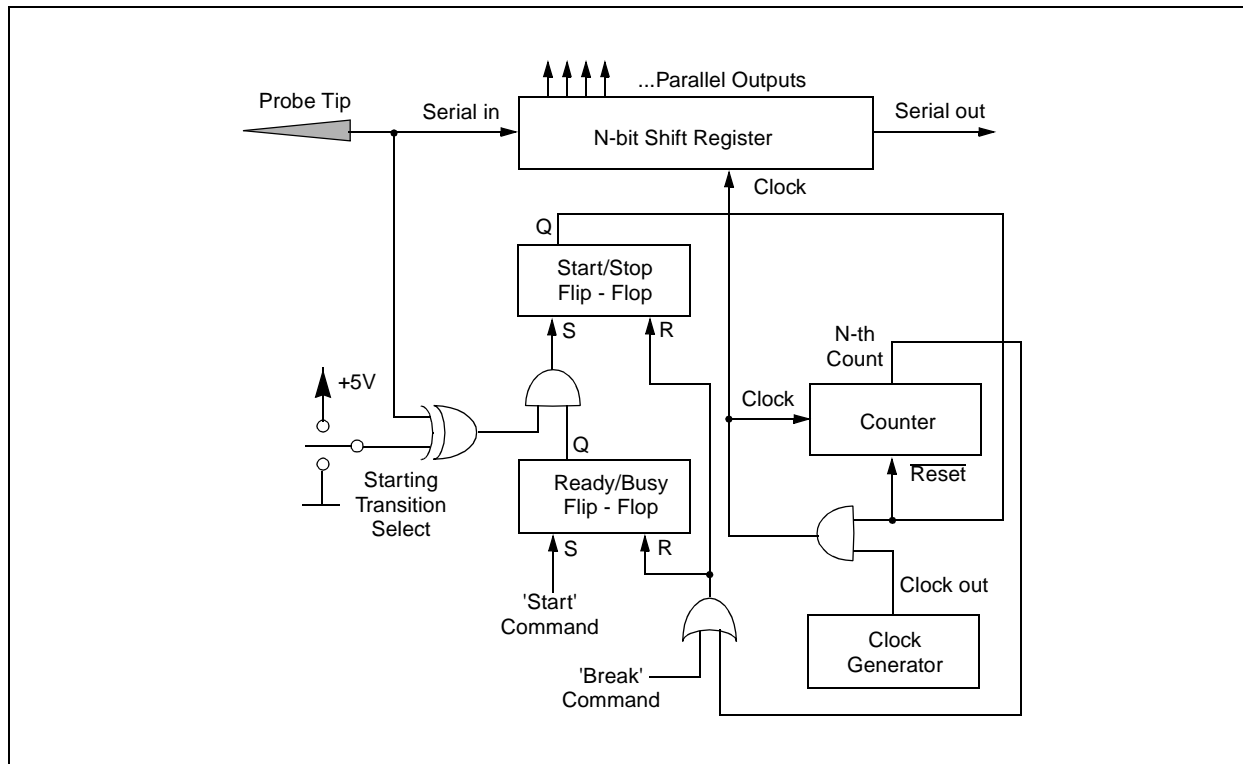 ...Parallel Outputs
Probe Tip
Serial in
Serial out
N-bit Shift Register
Clock
Q
Start/Stop
Flip - Flop
S
R
N-th
Count
+5V
Clock
Counter
Q
Reset
Starting
Transition
Select
Ready/Busy
Flip - Flop
S
R
Clock out
'Start'
Command
Clock
Generator
'Break'
Command